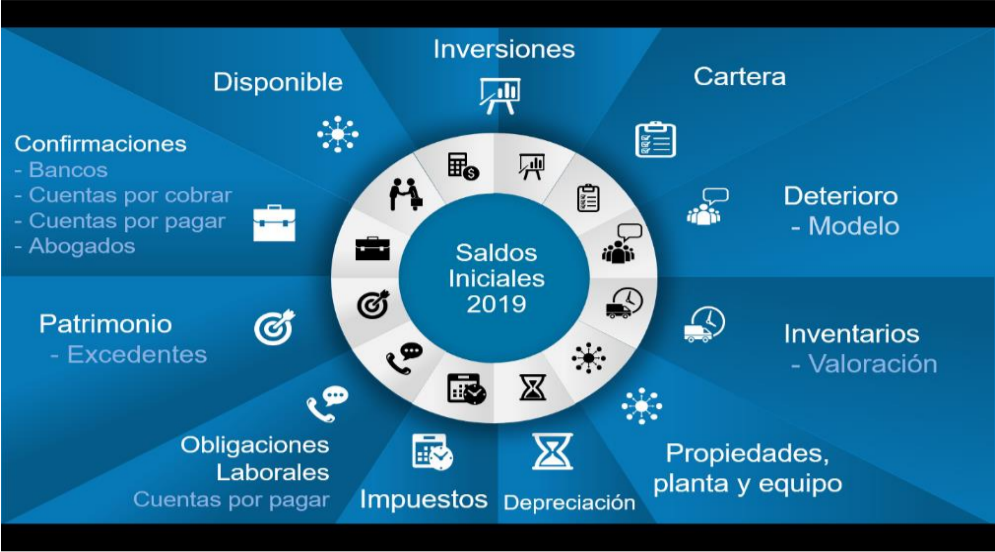 Inversiones
Disponible
Cartera
Confirmaciones
- Bancos
- Cuentas por cobrar
- Cuentas por pagar
- Abogados
Deterioro
- Modelo
Saldos
Iniciales
2019
Patrimonio
- Excedentes
Inventarios
- Valoración
Obligaciones
Laborales
Cuentas por pagar
Impuestos
Depreciación
Propiedades,
planta y equipo